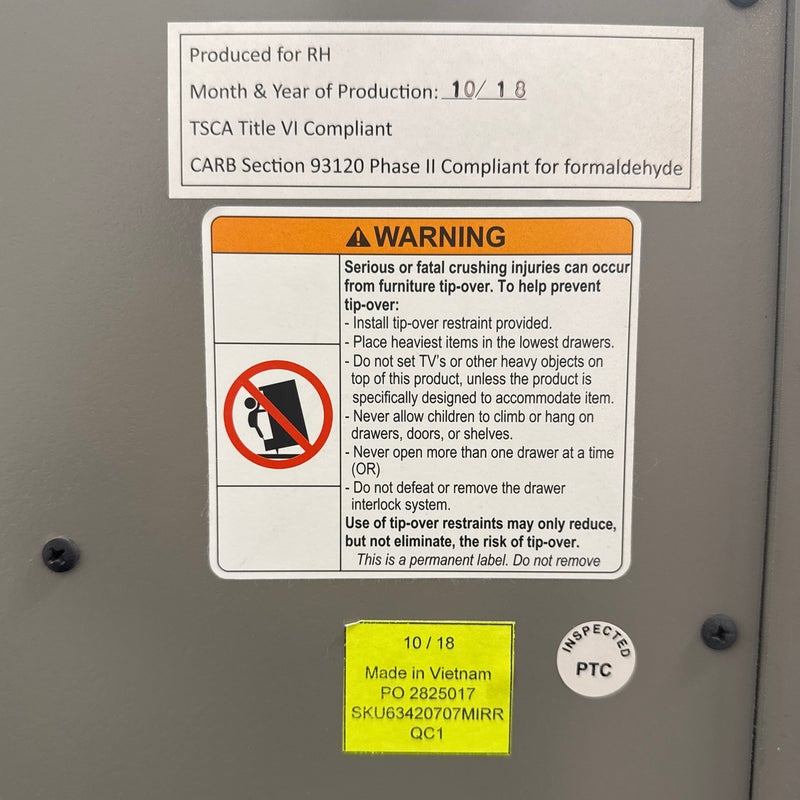 Produced for RH
Month & Year of Production: 10/ 1 8
TSCA Title VI Compliant
CARB Section 93120 Phase II Compliant for formaldehyde
WARNING
Serious or fatal crushing injuries can occur
from furniture tip-over. To help prevent
tip-over:
- Install tip-over restraint provided.
- Place heaviest items in the lowest drawers.
- Do not set TV's or other heavy objects on
top of this product, unless the product is
specifically designed to accommodate item.
- Never allow children to climb or hang on
drawers, doors, or shelves.
- Never open more than one drawer at a time
(OR)
- Do not defeat or remove the drawer
interlock system.
Use of tip-over restraints may only reduce,
but not eliminate, the risk of tip-over.
This is a permanent label. Do not remove
10 / 18
Made in Vietnam
PO 2825017
SKU63420707MIRR
QC1
INSPECTED
PTC